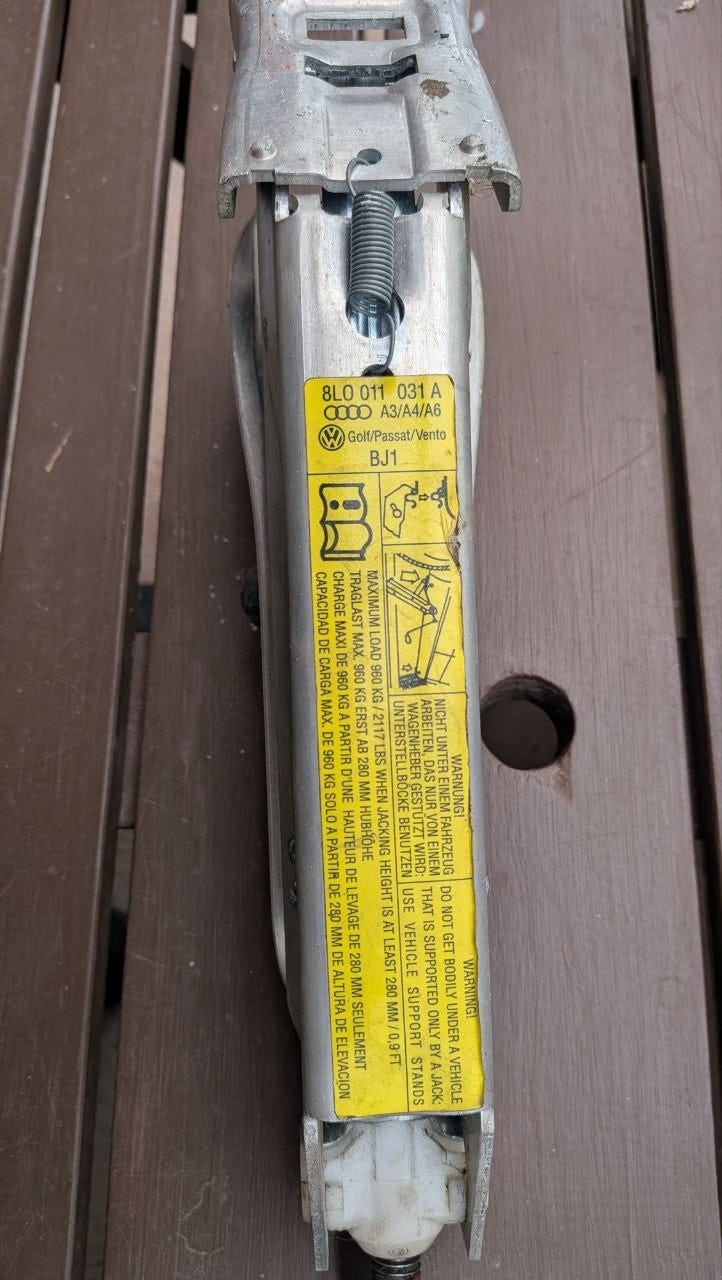 8L0 011 031 A
A3/A4/A6
Golf/Passat/Vento
BJ1
WARNUNG!
NICHT UNTER EINEM FAHRZEUG
ARBEITEN, DAS NUR VON EINEM
WAGENHEBER GESTÜTZT WIRD:
UNTERSTELLBÖCKE BENUTZEN
WARNING!
DO NOT GET BODILY UNDER A VEHICLE
THAT IS SUPPORTED ONLY BY A JACK:
USE VEHICLE SUPPORT STANDS
MAXIMUM LOAD 960 KG / 2117 LBS WHEN JACKING HEIGHT IS AT LEAST 280 MM / 0,9 FT
TRAGLAST MAX. 960 KG ERST AB 280 MM HUBHÖHE
CHARGE MAXI DE 960 KG A PARTIR D'UNE HAUTEUR DE LEVAGE DE 280 MM SEULEMENT
CAPACIDAD DE CARGA MAX. DE 960 KG SOLO A PARTIR DE 280 MM DE ALTURA DE ELEVACION